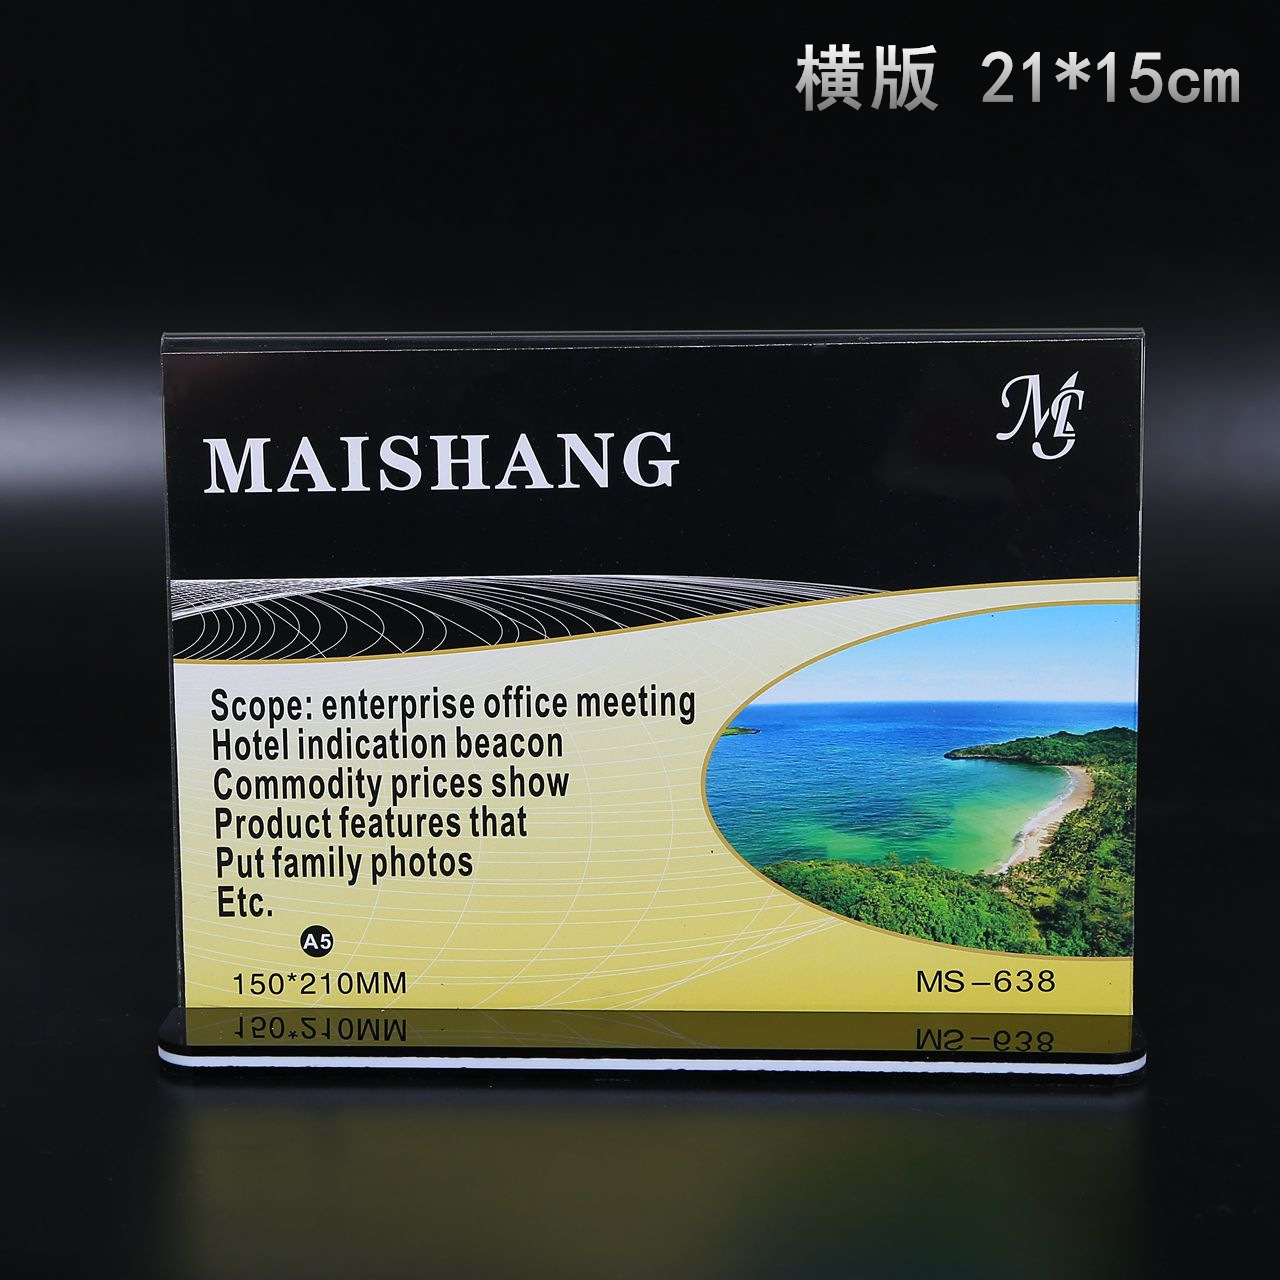 横版 21*15cm
MS
MAISHANG
Scope: enterprise office meeting
Hotel indication beacon
Commodity prices show
Product features that
Put family photos
Etc.
A5
150*210MM
MS-638